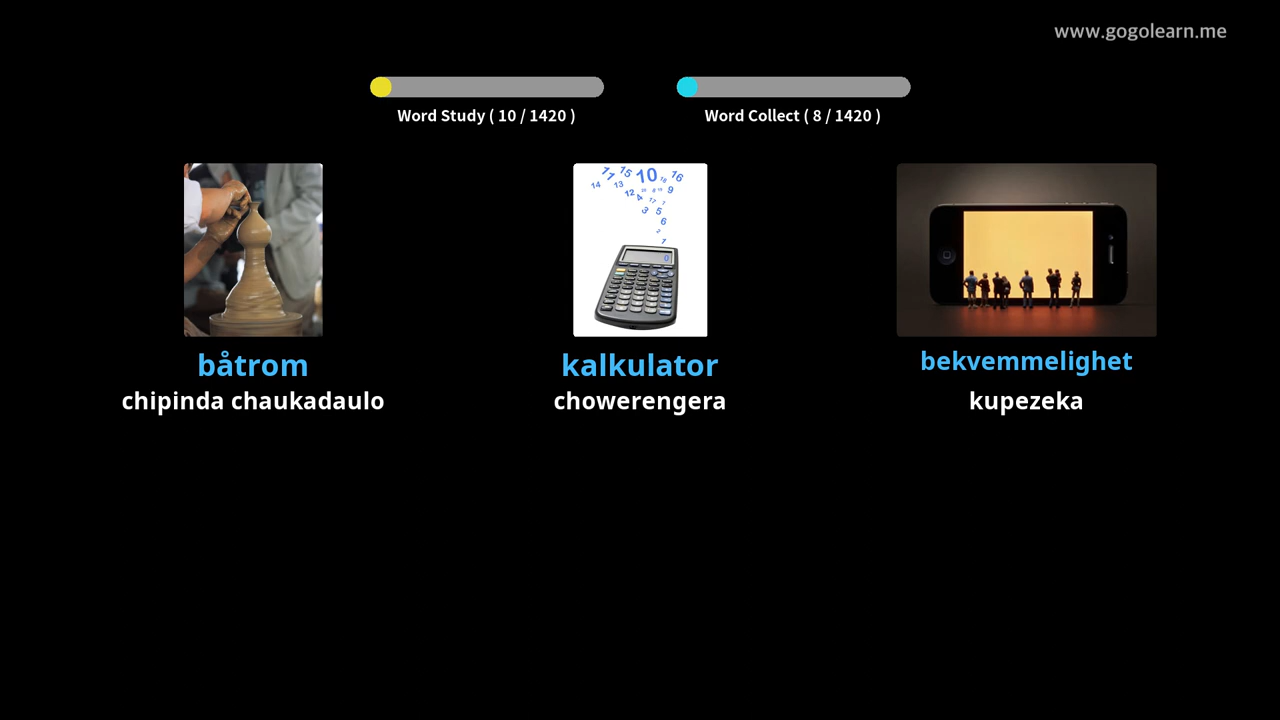 www.gogolearn.me
Word Study ( 10 / 1420 )
Word Collect ( 8 / 1420 )
båtrom
kalkulator
bekvemmelighet
chipinda chaukadaulo
chowerengera
kupezeka